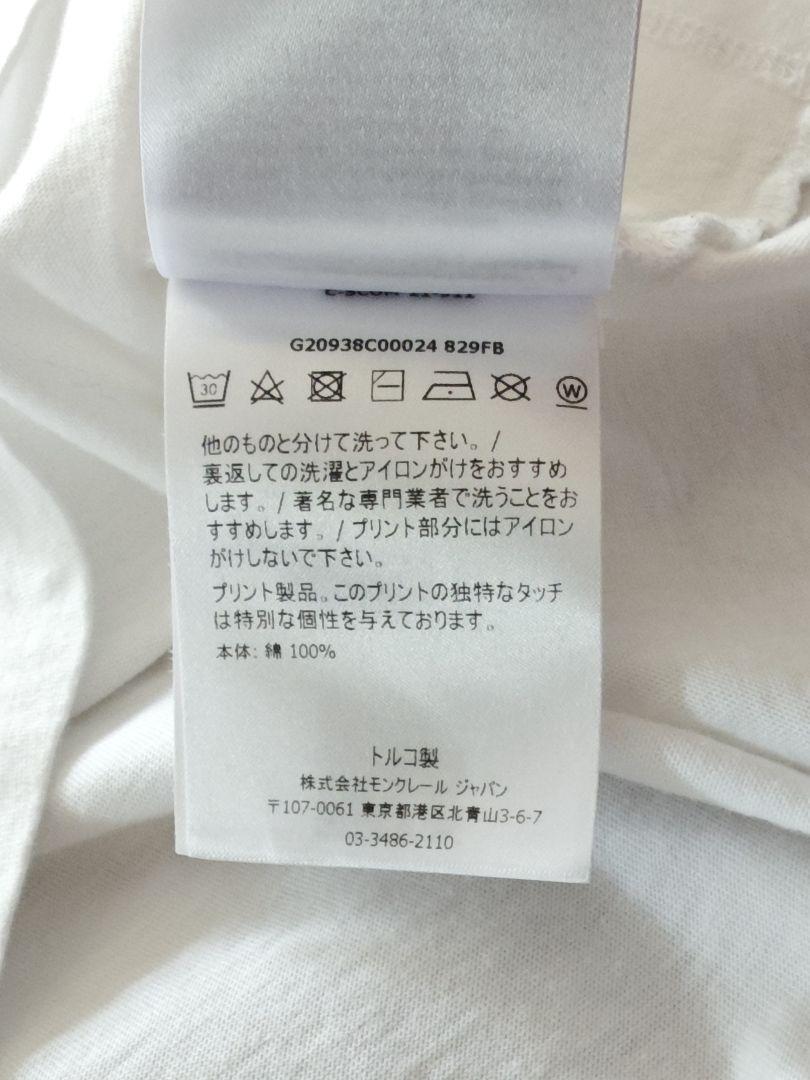 G20938C00024 829FB
30 W
他のものと分けて洗って下さい。/
裏返しての洗濯とアイロンがけをおすすめ
します。/ 著名な専門業者で洗うことをお
すすめします。/ プリント部分にはアイロン
がけしないで下さい。
プリント製品。このプリントの独特なタッチ
は特別な個性を与えております。
本体: 綿 100%
トルコ製
株式会社モンクレール ジャパン
〒107-0061 東京都港区北青山3-6-7
03-3486-2110